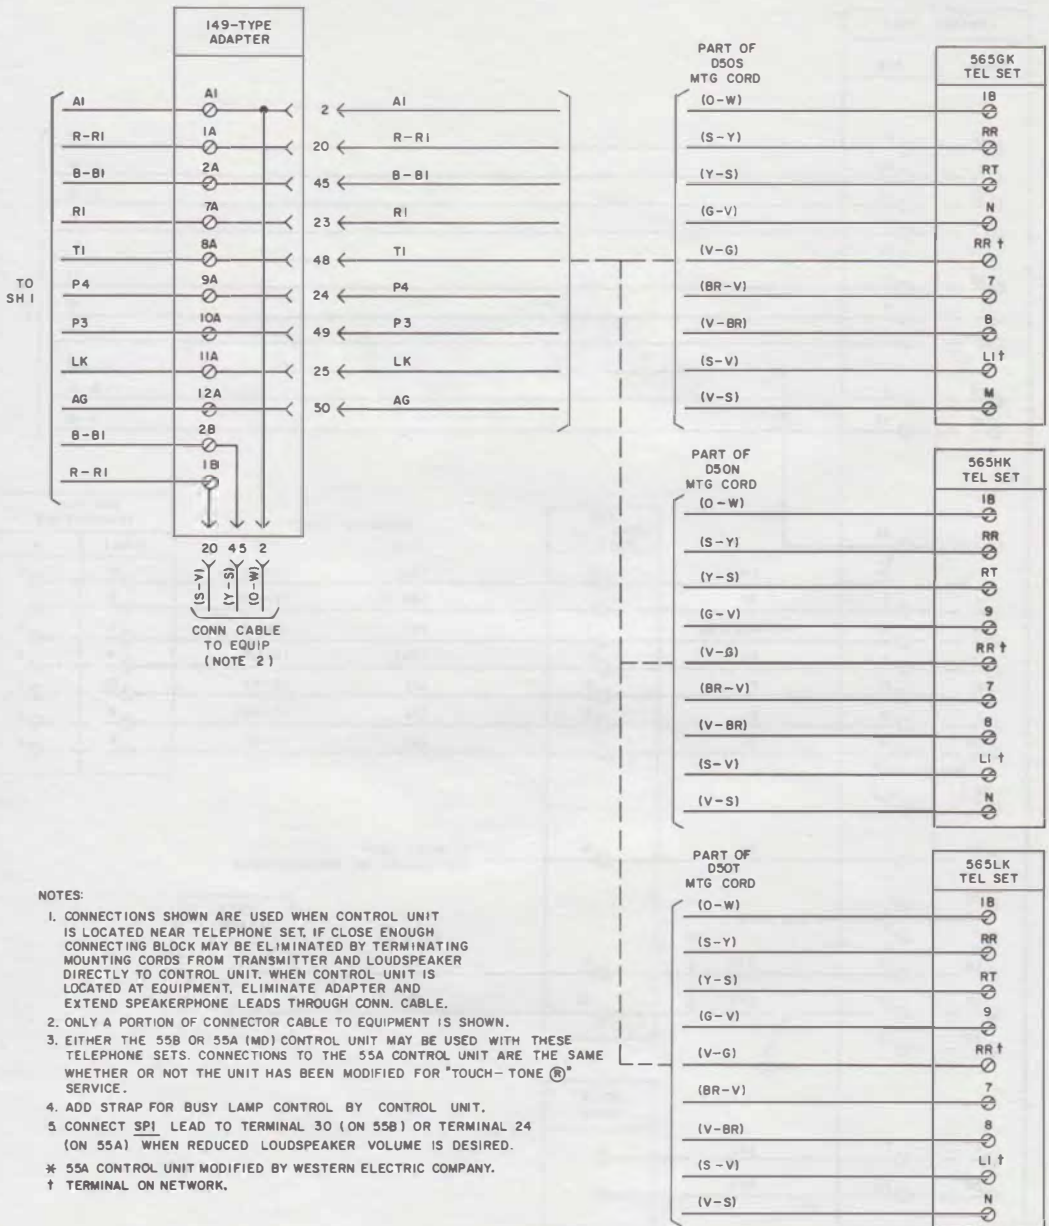 149-TYPE
ADAPTER
TO
SH 1
A1 A1 2 A1
R-R1 1A 20 R-R1
B-B1 2A 45 B-B1
R1 7A 23 R1
T1 8A 48 T1
P4 9A 24 P4
P3 10A 49 P3
LK 11A 25 LK
AG 12A 50 AG
B-B1 2B
R-R1 1B
20 45 2
(S-Y) (Y-S) (O-W)
CONN CABLE
TO EQUIP
(NOTE 2)
PART OF
D50S
MTG CORD
565GK
TEL SET
(O-W) 1B
(S-Y) RR
(Y-S) RT
(G-V) N
(V-G) RR †
(BR-V) 7
(V-BR) 8
(S-V) L1†
(V-S) M
PART OF
D50N
MTG CORD
565HK
TEL SET
(O-W) 1B
(S-Y) RR
(Y-S) RT
(G-V) 9
(V-G) RR †
(BR-V) 7
(V-BR) 8
(S-V) L1 †
(V-S) N
PART OF
D50T
MTG CORD
565LK
TEL SET
(O-W) 1B
(S-Y) RR
(Y-S) RT
(G-V) 9
(V-G) RR †
(BR-V) 7
(V-BR) 8
(S-V) L1 †
(V-S) N
NOTES:
1. CONNECTIONS SHOWN ARE USED WHEN CONTROL UNIT
IS LOCATED NEAR TELEPHONE SET, IF CLOSE ENOUGH
CONNECTING BLOCK MAY BE ELIMINATED BY TERMINATING
MOUNTING CORDS FROM TRANSMITTER AND LOUDSPEAKER
DIRECTLY TO CONTROL UNIT. WHEN CONTROL UNIT IS
LOCATED AT EQUIPMENT, ELIMINATE ADAPTER AND
EXTEND SPEAKERPHONE LEADS THROUGH CONN. CABLE.
2. ONLY A PORTION OF CONNECTOR CABLE TO EQUIPMENT IS SHOWN.
3. EITHER THE 55B OR 55A (MD) CONTROL UNIT MAY BE USED WITH THESE
TELEPHONE SETS. CONNECTIONS TO THE 55A CONTROL UNIT ARE THE SAME
WHETHER OR NOT THE UNIT HAS BEEN MODIFIED FOR "TOUCH-TONE ®"
SERVICE.
4. ADD STRAP FOR BUSY LAMP CONTROL BY CONTROL UNIT.
5 CONNECT SP1 LEAD TO TERMINAL 30 (ON 55B) OR TERMINAL 24
(ON 55A) WHEN REDUCED LOUDSPEAKER VOLUME IS DESIRED.
* 55A CONTROL UNIT MODIFIED BY WESTERN ELECTRIC COMPANY.
† TERMINAL ON NETWORK.